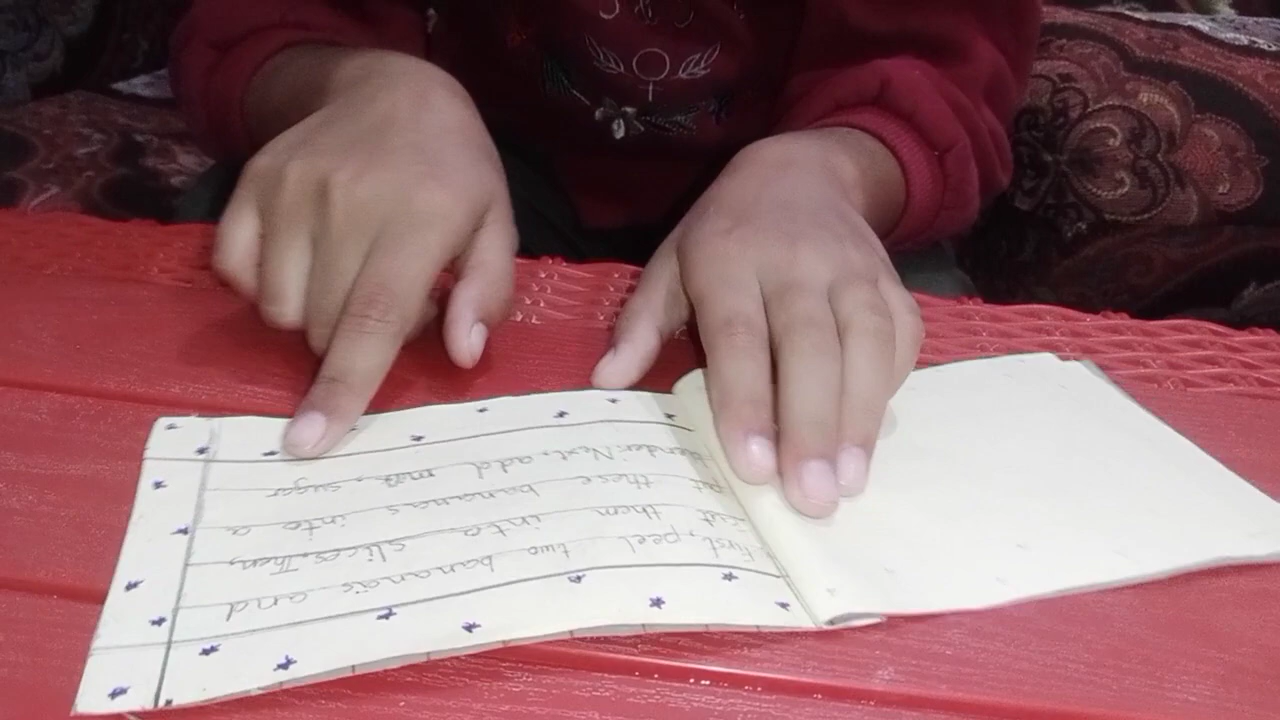 First, peel two bananas and
cut them into slices. Then,
put these bananas into a
blender. Next, add milk, sugar